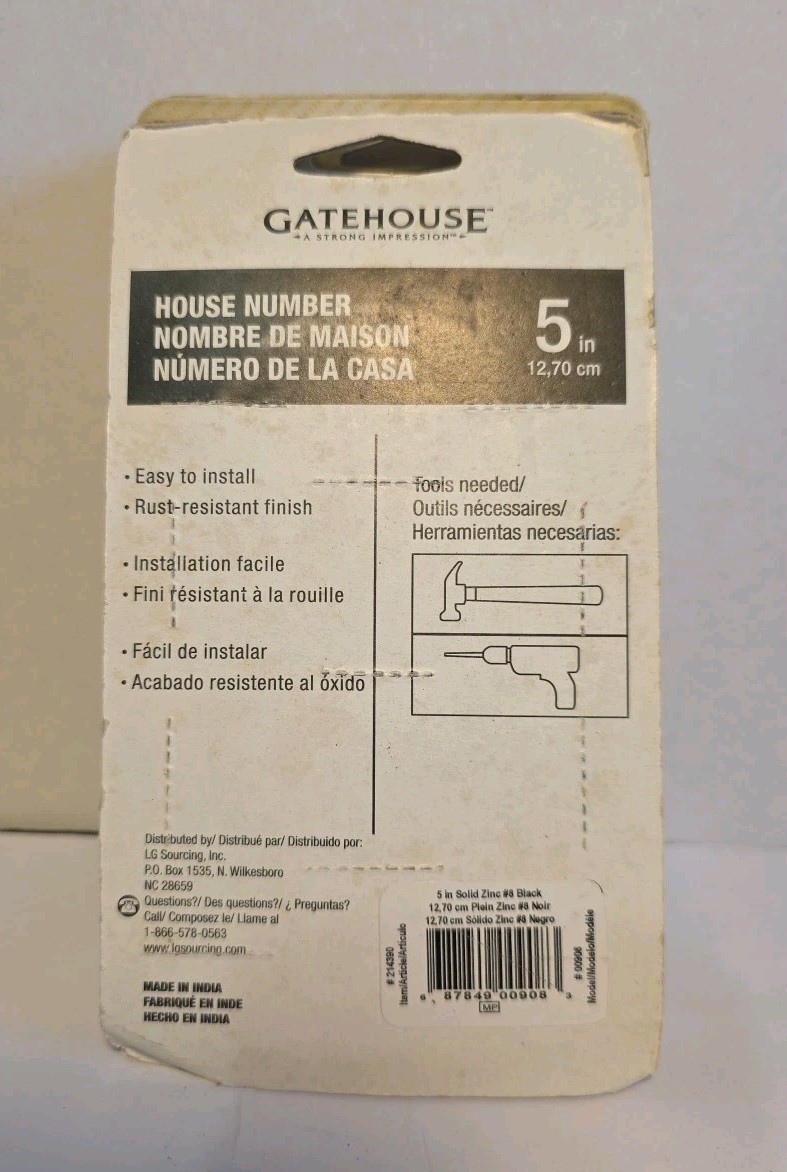 GATEHOUSE™
A STRONG IMPRESSION™
HOUSE NUMBER
NOMBRE DE MAISON
NÚMERO DE LA CASA
5 in
12,70 cm
• Easy to install
• Rust-resistant finish
• Installation facile
• Fini résistant à la rouille
• Fácil de instalar
• Acabado resistente al óxido
Tools needed/
Outils nécessaires/
Herramientas necesarias:
Distributed by/ Distribué par/ Distribuido por:
LG Sourcing, Inc.
P.O. Box 1535, N. Wilkesboro
NC 28659
Questions?/ Des questions?/ ¿ Preguntas?
Call/ Composez le/ Llame al
1-866-578-0563
www.lgsourcing.com
MADE IN INDIA
FABRIQUÉ EN INDE
HECHO EN INDIA
5 in Solid Zinc #8 Black
12,70 cm Plein Zinc #8 Noir
12,70 cm Sólido Zinc #8 Negro
# 214390
Item/Article/Artículo
6 87849 00908 3
MP
# 00908
Model/Modelo/Modèle